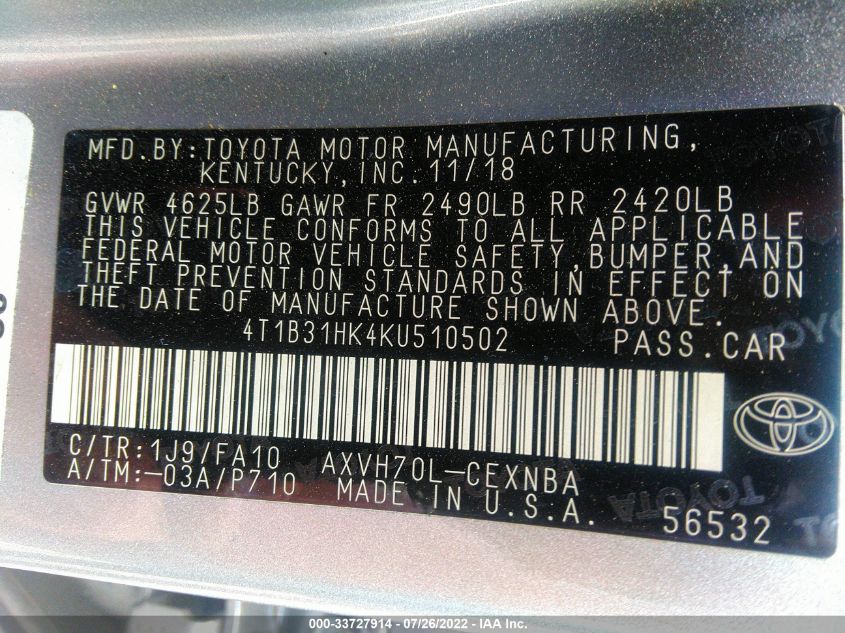 MFD.BY:TOYOTA MOTOR MANUFACTURING,
KENTUCKY,INC.11/18
GVWR 4625LB GAWR FR 2490LB RR 2420LB
THIS VEHICLE CONFORMS TO ALL APPLICABLE
FEDERAL MOTOR VEHICLE SAFETY,BUMPER,AND
THEFT PREVENTION STANDARDS IN EFFECT ON
THE DATE OF MANUFACTURE SHOWN ABOVE.
4T1B31HK4KU510502 PASS.CAR
C/TR:1J9/FA10 AXVH70L-CEXNBA
A/TM:-03A/P710 MADE IN U.S.A.
56532
TOYOTA
000-33727914 - 07/26/2022 - IAA Inc.